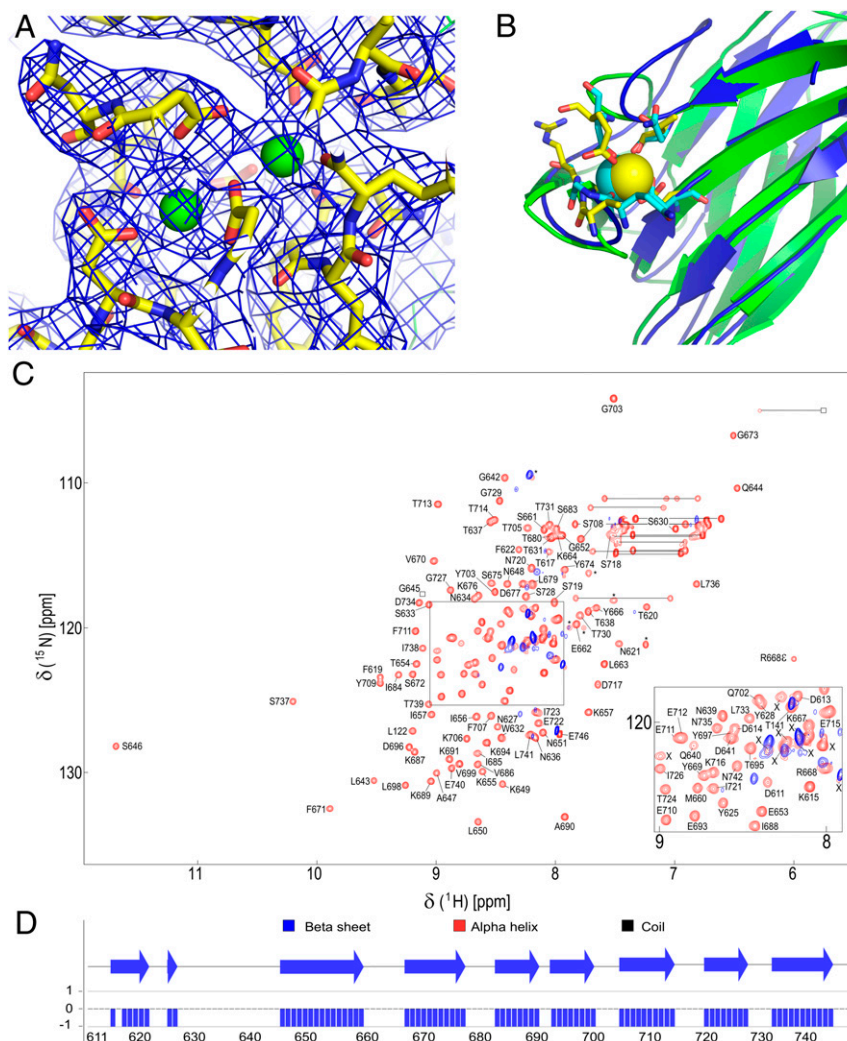 A
B
C
G703
G673
Q644
110
G642
G729
T713
T714
T637
T705
S661
T731
S683
T680
K664
G652
S708
S630
S718
F622
T631
T617
Y674
V670
N720
N648
L679
S719
G727
Y703
S675
K676
D677
S728
L736
G645
D734
S633
N634
Y666
T638
T730
T620
120
E662
N621
F711
I738
T654
F619
Y709
I684
S672
L663
R668ε
D717
S737
T739
I657
I656
N627
F707
W632
I723
E722
K657
S646
L122
D696
K687
K706
K691
I685
L741
N636
N651
E746
130
L643
L698
K689
A647
E740
V699
K655
V686
K649
F671
L650
A690
δ (¹⁵N) [ppm]
Q702
D613
E712
N639
L733
Y628
T141
K667
E715
120
E711
N735
Y697
D614
X
Q640
D641
Y669
K716
T695
R668
I726
N742
I721
D611
T724
M660
K615
E710
Y625
E653
E693
I688
9
8
11
10
9
8
7
6
δ (¹H) [ppm]
D
Beta sheet
Alpha helix
Coil
1
0
-1
611
620
630
640
650
660
670
680
690
700
710
720
730
740